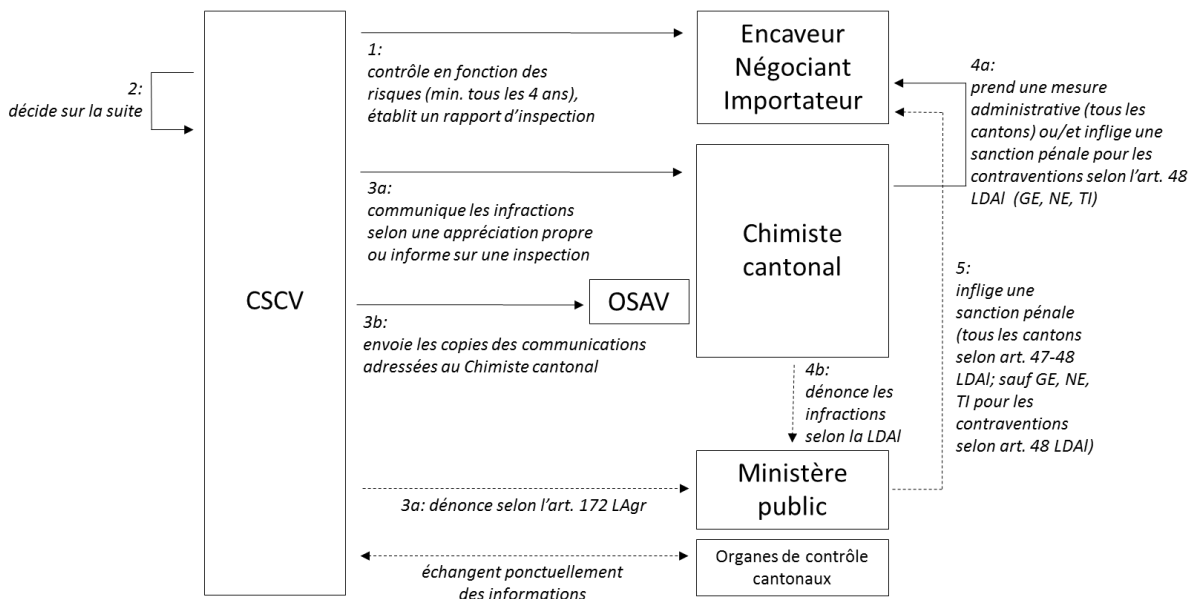 2:
décide sur la suite
CSCV
1:
contrôle en fonction des
risques (min. tous les 4 ans),
établit un rapport d’inspection
Encaveur
Négociant
Importateur
3a:
communique les infractions
selon une appréciation propre
ou informe sur une inspection
Chimiste
cantonal
3b:
envoie les copies des communications
adressées au Chimiste cantonal
OSAV
4a:
prend une mesure
administrative (tous les
cantons) ou/et inflige une
sanction pénale pour les
contraventions selon l’art. 48
LDAl (GE, NE, TI)
4b:
dénonce les
infractions
selon la LDAl
5:
inflige une
sanction pénale
(tous les cantons
selon art. 47-48
LDAl; sauf GE, NE,
TI pour les
contraventions
selon art. 48 LDAl)
3a: dénonce selon l’art. 172 LAgr
Ministère
public
échangent ponctuellement
des informations
Organes de contrôle
cantonaux